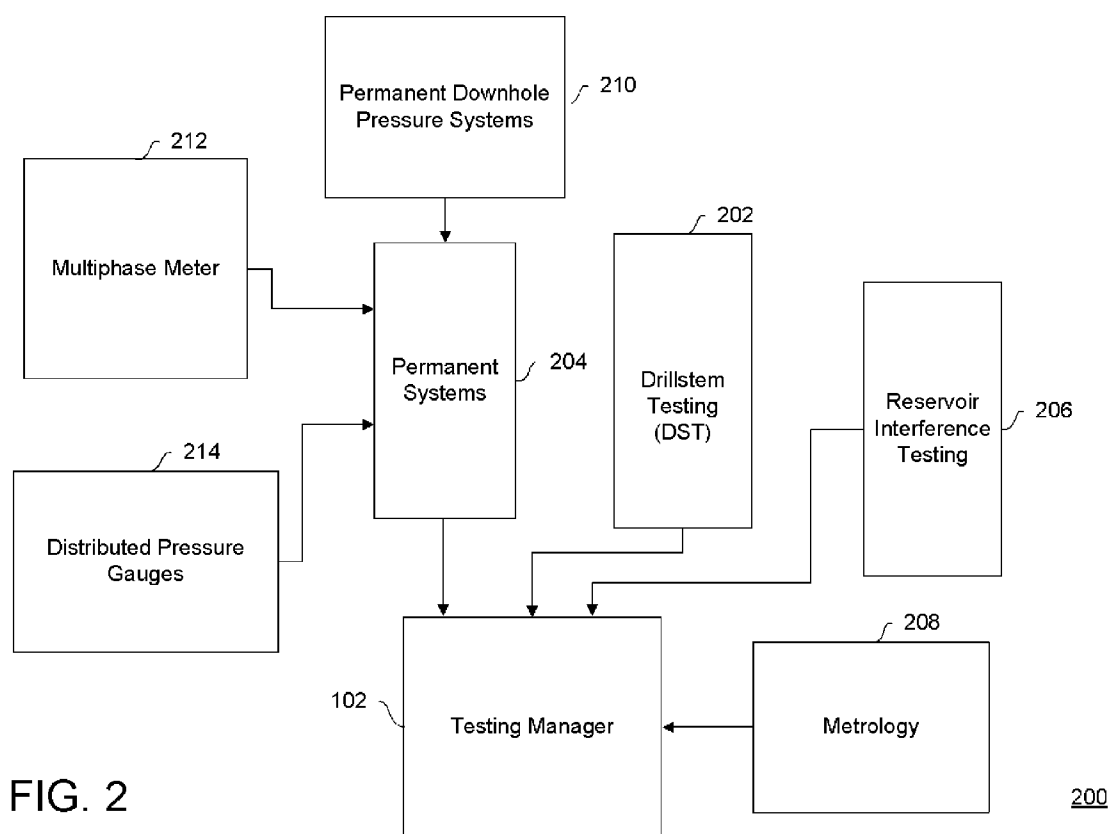 Permanent Downhole
Pressure Systems
210
212
Multiphase Meter
202
Permanent
Systems
204
Drillstem
Testing
(DST)
Reservoir
Interference
Testing
206
214
Distributed Pressure
Gauges
208
102
Testing Manager
Metrology
FIG. 2
200